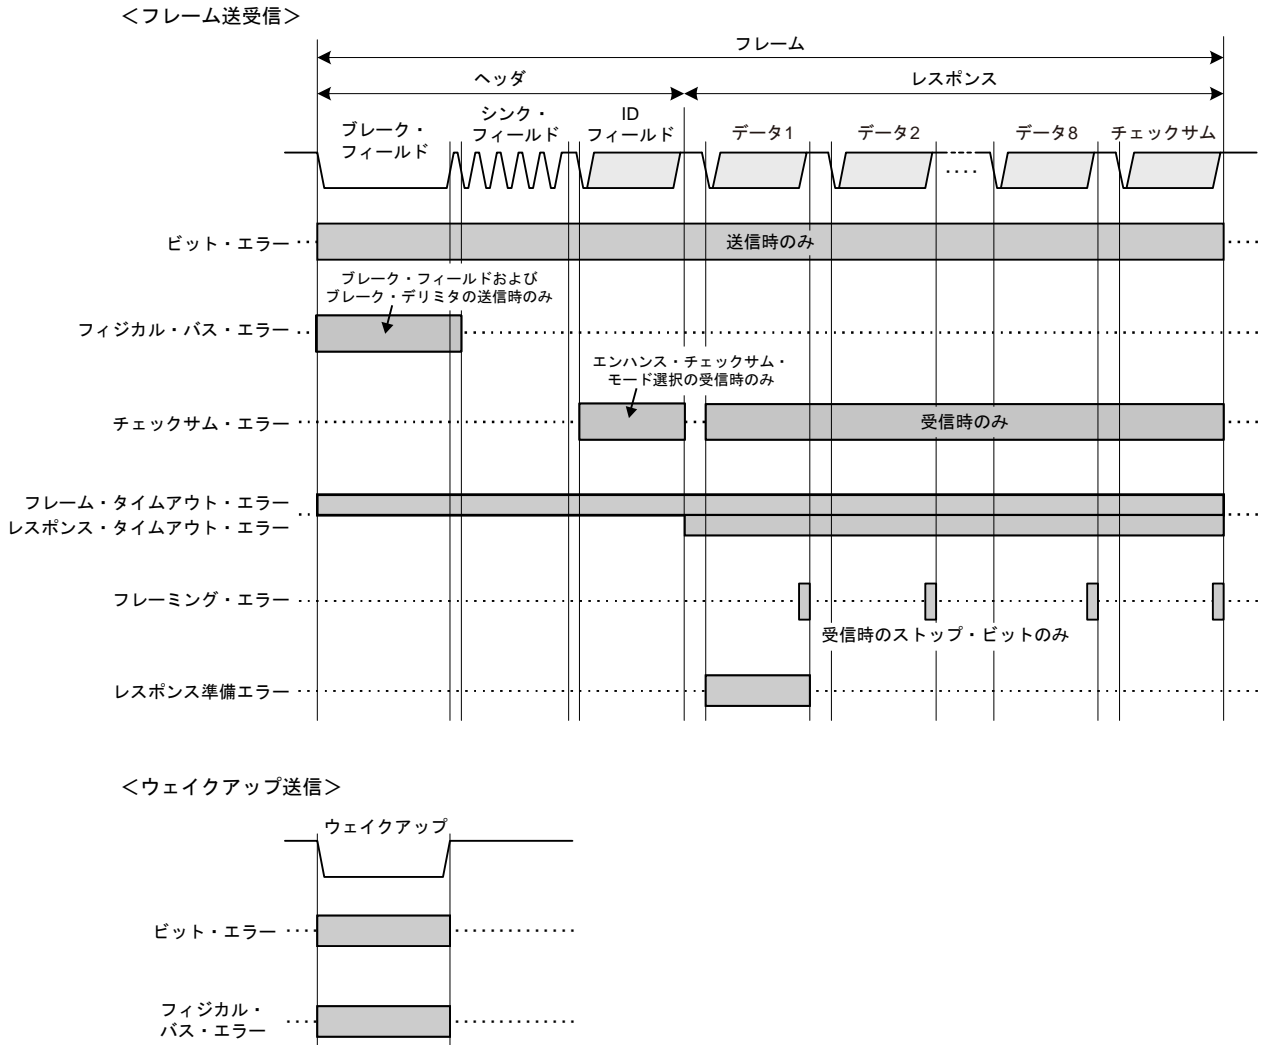 ＜フレーム送受信＞
フレーム
ヘッダ
レスポンス
ブレーク・
フィールド
シンク・
フィールド
ID
フィールド
データ1
データ2
データ8
チェックサム
ビット・エラー
送信時のみ
ブレーク・フィールドおよび
ブレーク・デリミタの送信時のみ
フィジカル・バス・エラー
エンハンス・チェックサム・
モード選択の受信時のみ
チェックサム・エラー
受信時のみ
フレーム・タイムアウト・エラー
レスポンス・タイムアウト・エラー
フレーミング・エラー
受信時のストップ・ビットのみ
レスポンス準備エラー
＜ウェイクアップ送信＞
ウェイクアップ
ビット・エラー
フィジカル・
バス・エラー